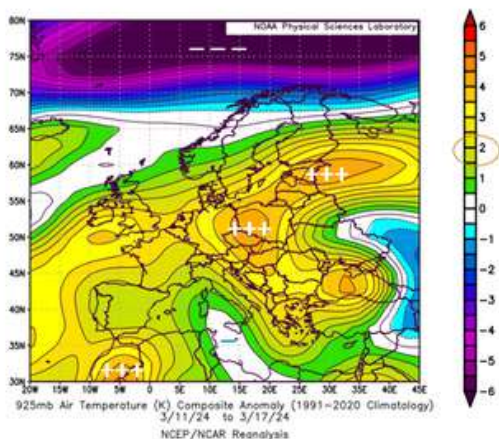 NOAA Physical Sciences Laboratory
80N
75N
70N
65N
60N
55N
50N
45N
40N
35N
30N
20W 15W 10W 5W 0 5E 10E 15E 20E 25E 30E 35E 40E 45E
6
5
4
3
2
1
0
-1
-2
-3
-4
-5
-6
925mb Air Temperature (K) Composite Anomaly (1991-2020 Climatology)
3/11/24 to 3/17/24
NCEP/NCAR Reanalysis